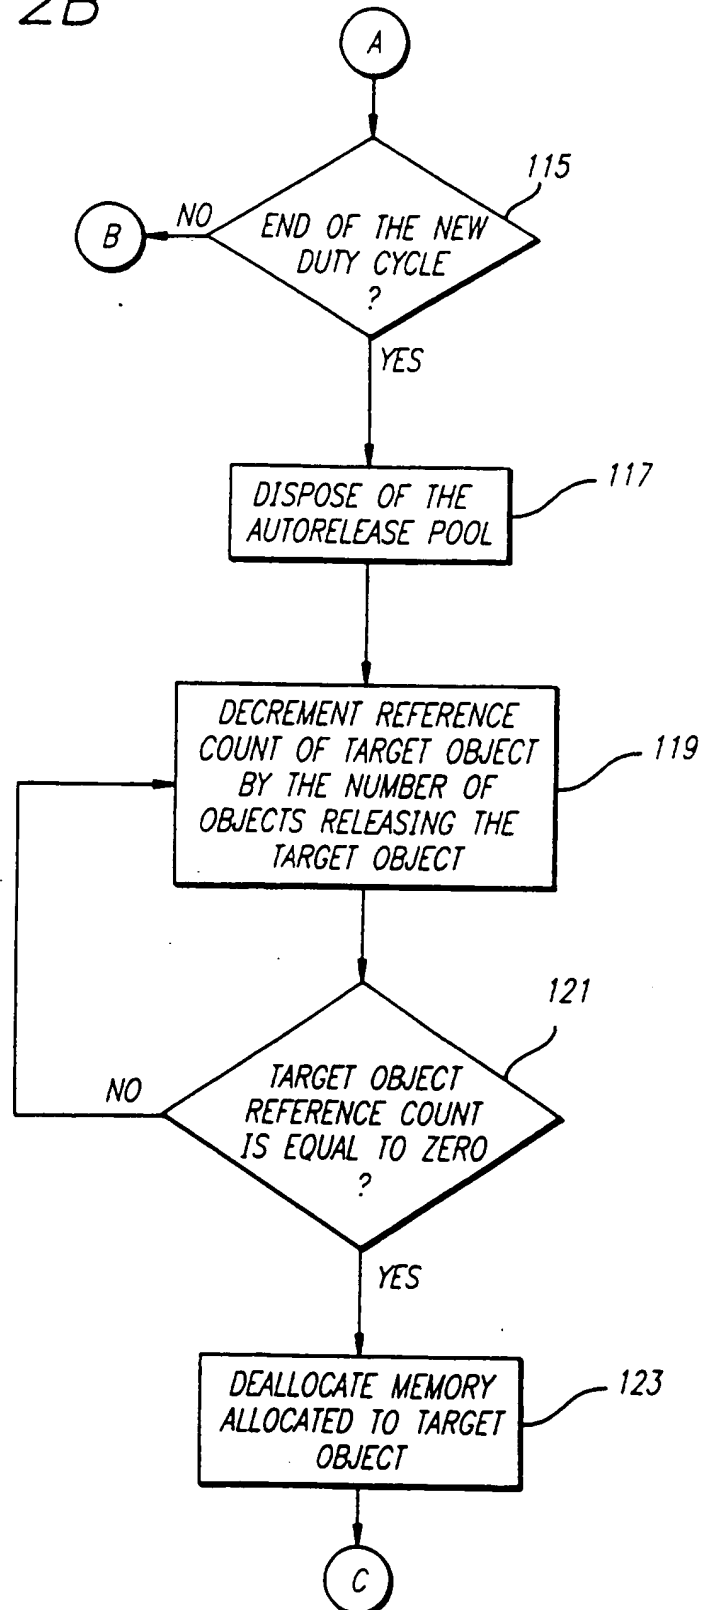 2B
A
115
NO
B
END OF THE NEW
DUTY CYCLE
?
YES
117
DISPOSE OF THE
AUTORELEASE POOL
DECREMENT REFERENCE
COUNT OF TARGET OBJECT
BY THE NUMBER OF
OBJECTS RELEASING THE
TARGET OBJECT
119
121
NO
TARGET OBJECT
REFERENCE COUNT
IS EQUAL TO ZERO
?
YES
DEALLOCATE MEMORY
ALLOCATED TO TARGET
OBJECT
123
C